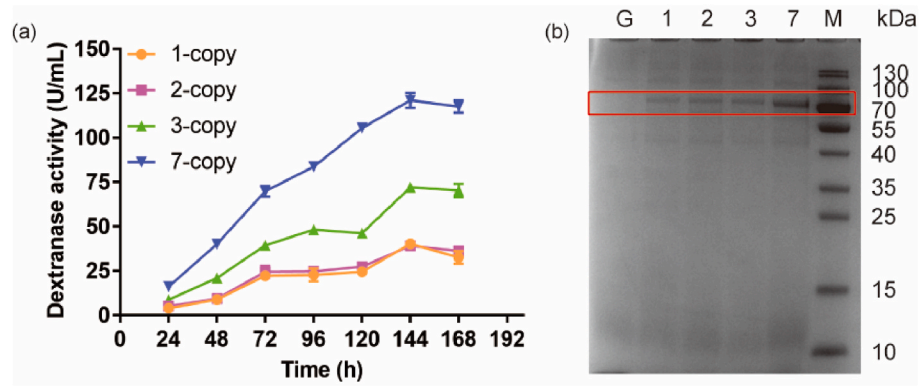 (a)
150
125
100
75
50
25
0
Dextranase activity (U/mL)
1-copy
2-copy
3-copy
7-copy
0 24 48 72 96 120 144 168 192
Time (h)
(b)
G 1 2 3 7 M kDa
130
100
70
55
40
35
25
15
10